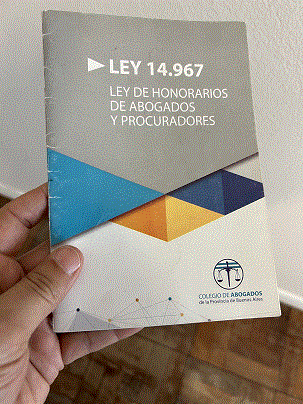 LEY 14.967
LEY DE HONORARIOS
DE ABOGADOS
Y PROCURADORES
COLEGIO DE ABOGADOS
de la Provincia de Buenos Aires